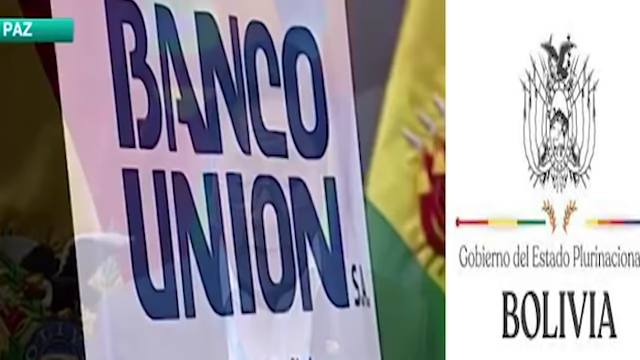 PAZ
BANCO
UNION
S.A.
Gobierno del Estado Plurinaciona
BOLIVIA